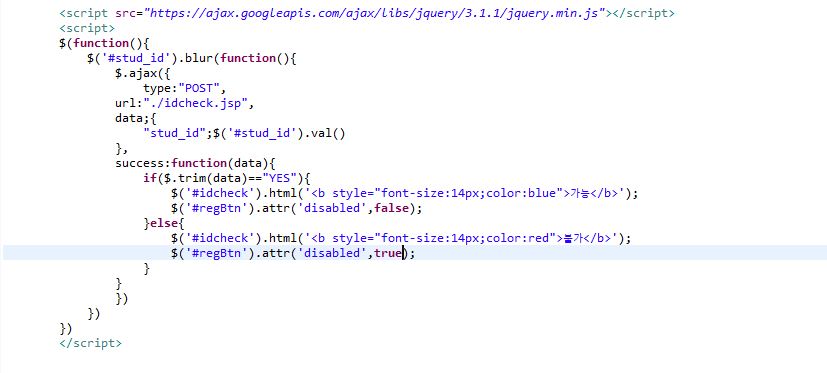 <script src="https://ajax.googleapis.com/ajax/libs/jquery/3.1.1/jquery.min.js"></script>
<script>
$(function(){
$('#stud_id').blur(function(){
$.ajax({
type:"POST",
url:"./idcheck.jsp",
data;{
"stud_id";$('#stud_id').val()
},
success:function(data){
if($.trim(data)=="YES"){
$('#idcheck').html('<b style="font-size:14px;color:blue">가능</b>');
$('#regBtn').attr('disabled',false);
}else{
$('#idcheck').html('<b style="font-size:14px;color:red">불가</b>');
$('#regBtn').attr('disabled',true);
}
}
})
})
})
</script>